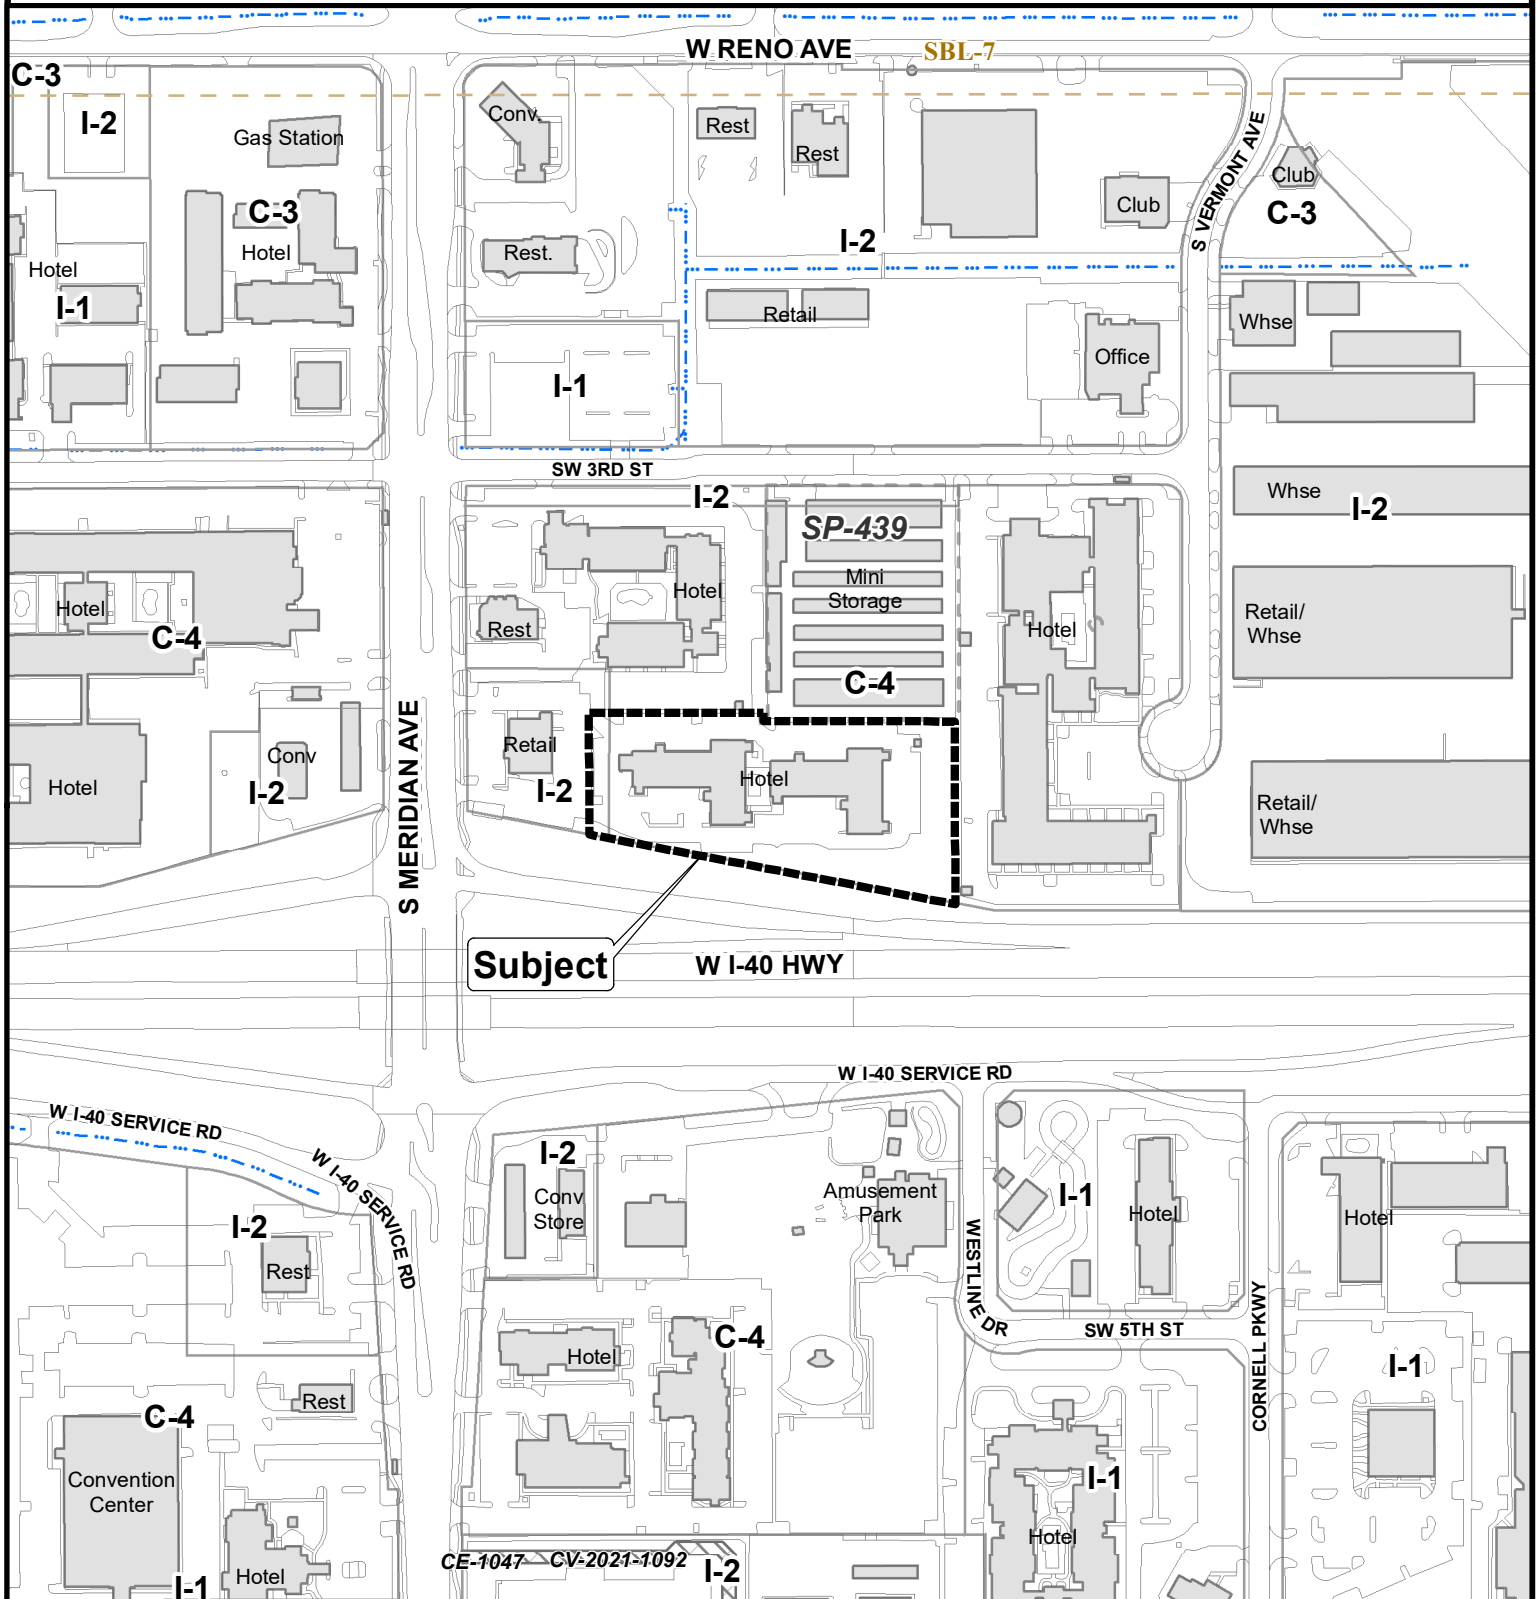 W RENO AVE
SBL-7
C-3
I-2
Gas Station
Conv.
Rest
Rest
S VERMONT AVE
Club
Club
C-3
C-3
Hotel
Hotel
I-1
Rest.
I-2
Retail
Whse
Office
I-1
SW 3RD ST
I-2
SP-439
Whse
I-2
Mini
Storage
Hotel
Hotel
C-4
Rest
Hotel
Retail/
Whse
C-4
S MERIDIAN AVE
Retail
I-2
Hotel
Conv
I-2
Hotel
Retail/
Whse
Subject
W I-40 HWY
W I-40 SERVICE RD
W I-40 SERVICE RD
W I-40 SERVICE RD
I-2
Conv
Store
Amusement
Park
I-1
Hotel
Hotel
I-2
Rest
WESTLINE DR
SW 5TH ST
CORNELL PKWY
Hotel
C-4
I-1
Rest
C-4
Convention
Center
I-1
Hotel
CE-1047
CV-2021-1092
I-2
Hotel
I-1